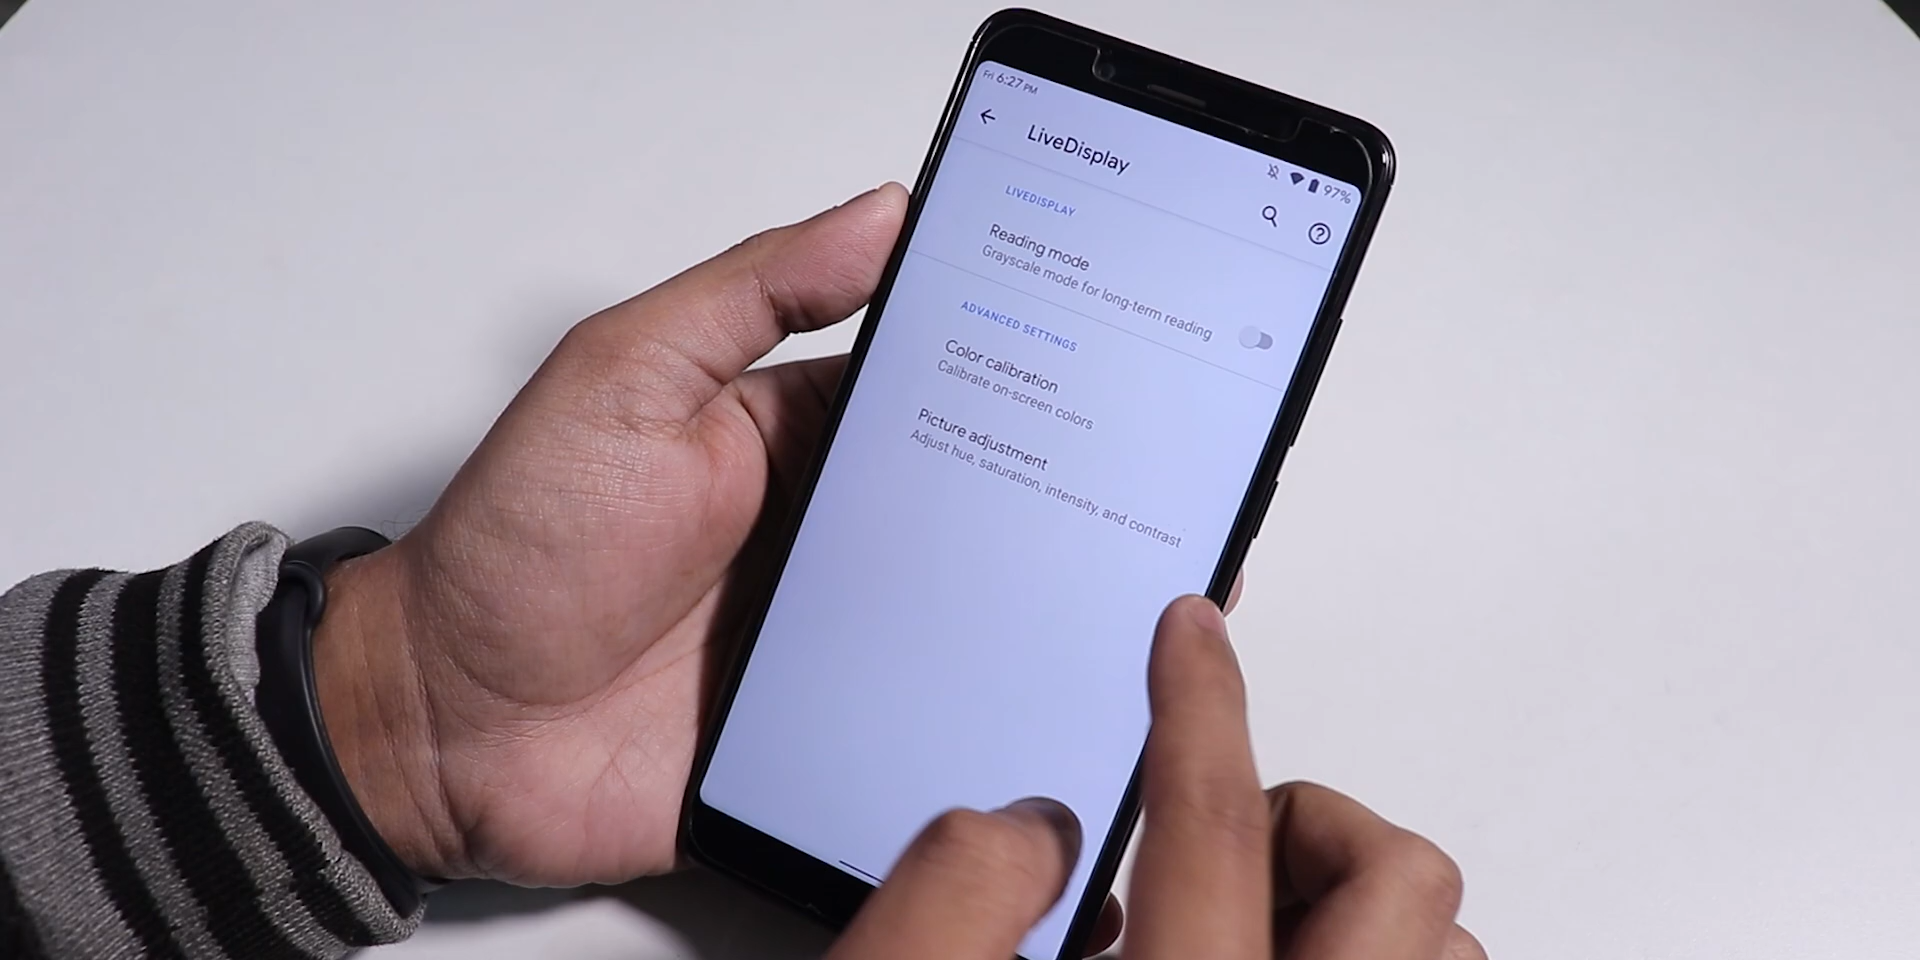 Fri 6:27 PM
97%
LiveDisplay
LIVEDISPLAY
Reading mode
Grayscale mode for long-term reading
ADVANCED SETTINGS
Color calibration
Calibrate on-screen colors
Picture adjustment
Adjust hue, saturation, intensity, and contrast